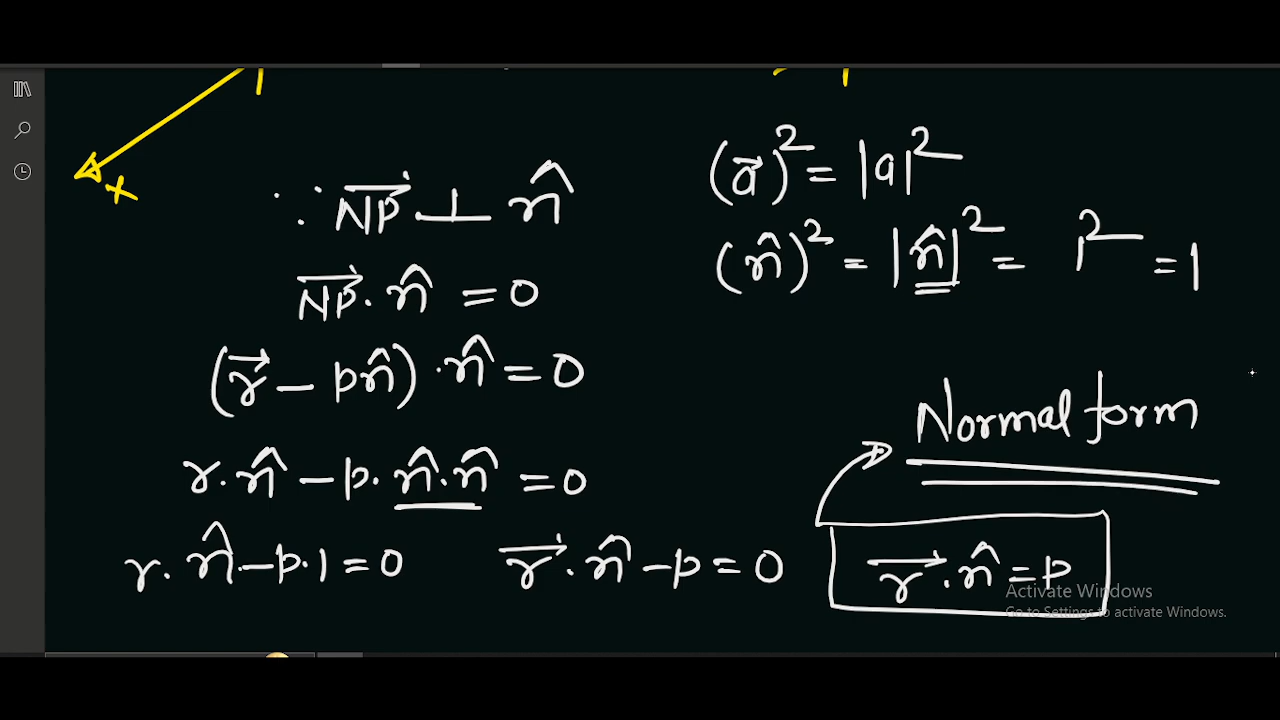 x
∵ NP⃗ ⊥ n̂
NP⃗ · n̂ = 0
(r⃗ – pn̂) · n̂ = 0
r · n̂ – p · n̂ · n̂ = 0
r · n̂ – p · 1 = 0
r⃗ · n̂ – p = 0
(a⃗)² = |a|²
(n̂)² = |n̂|² = 1² = 1
Normal form
r⃗ · n̂ = p
Activate Windows
Go to Settings to activate Windows.